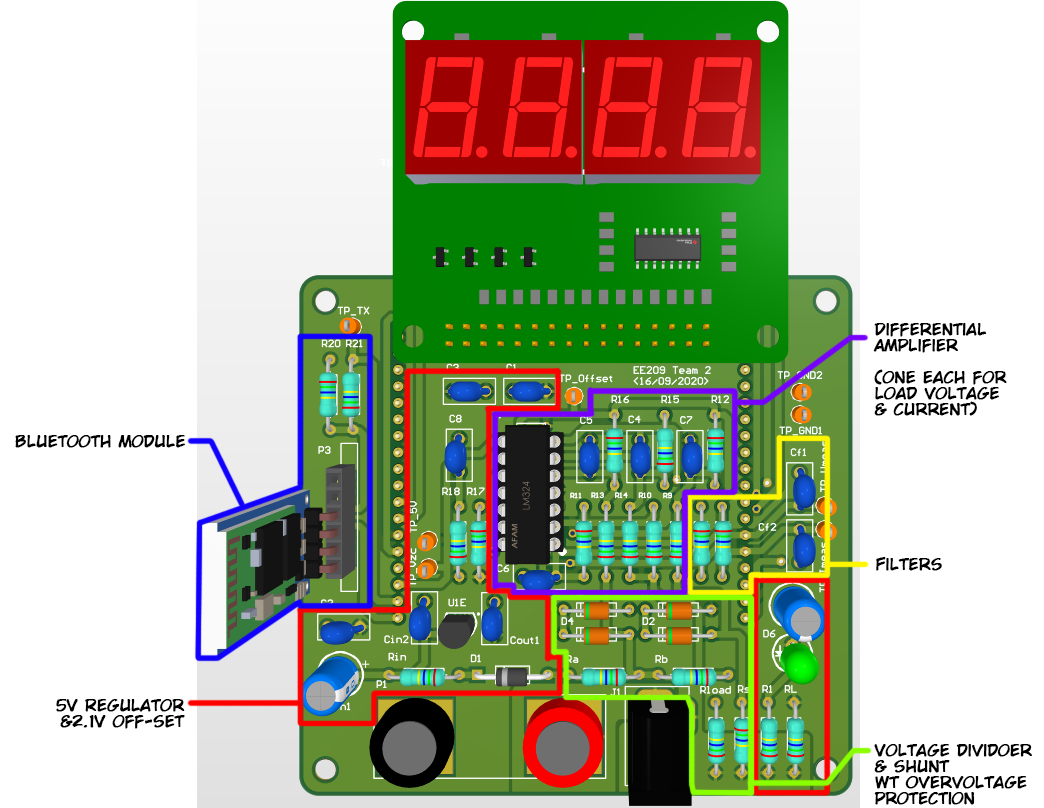 TP_TX
R20 R21
C3
C1
TP_Offset
EE209 Team 2
<16/09/2020>
TP_GND2
DIFFERENTIAL
AMPLIFIER
(ONE EACH FOR
LOAD VOLTAGE
& CURRENT)
R16
R15
R12
C8
C5
C4
C7
TP_GND1
BLUETOOTH MODULE
P3
Cf1
LM324
AFAM
R18 R17
R11
R13
R14
R10
R9
TP_5V
Cf2
TP_VzC
C6
FILTERS
C2
U1E
Cin2
Cout1
D4
D2
D6
Rin
D1
Ra
Rb
P1
J1
Rload
Rs
R1
RL
5V REGULATOR
&2.1V OFF-SET
VOLTAGE DIVIDOER
& SHUNT
WT OVERVOLTAGE
PROTECTION